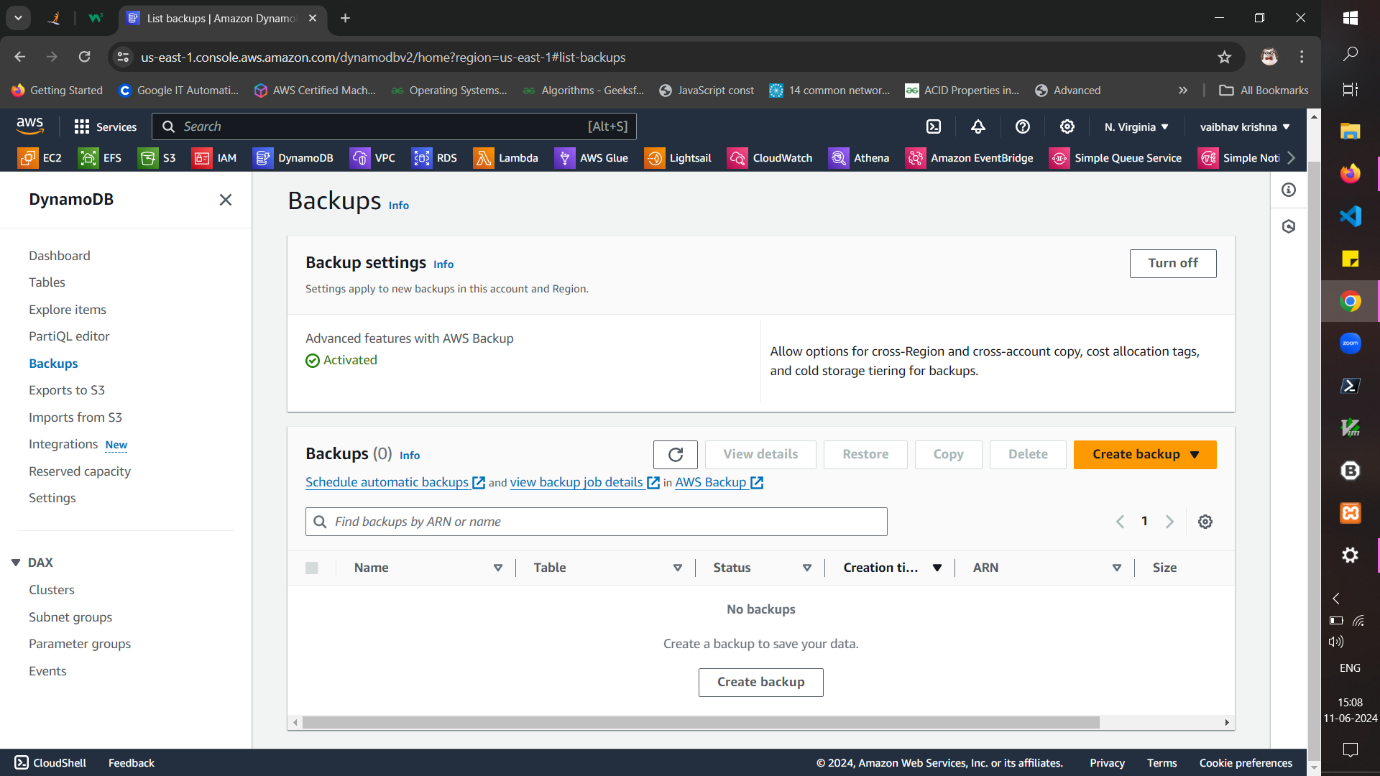 List backups | Amazon Dynamo
us-east-1.console.aws.amazon.com/dynamodbv2/home?region=us-east-1#list-backups
Getting Started
Google IT Automati...
AWS Certified Mach...
Operating Systems...
Algorithms - Geeksf...
JavaScript const
14 common networ...
ACID Properties in...
Advanced
»
All Bookmarks
aws
Services
Search
[Alt+S]
N. Virginia
vaibhav krishna
EC2
EFS
S3
IAM
DynamoDB
VPC
RDS
Lambda
AWS Glue
Lightsail
CloudWatch
Athena
Amazon EventBridge
Simple Queue Service
Simple Noti
DynamoDB
Dashboard
Tables
Explore items
PartiQL editor
Backups
Exports to S3
Imports from S3
Integrations New
Reserved capacity
Settings
DAX
Clusters
Subnet groups
Parameter groups
Events
Backups Info
Backup settings Info
Turn off
Settings apply to new backups in this account and Region.
Advanced features with AWS Backup
Activated
Allow options for cross-Region and cross-account copy, cost allocation tags,
and cold storage tiering for backups.
Backups (0) Info
View details
Restore
Copy
Delete
Create backup
Schedule automatic backups and view backup job details in AWS Backup
Find backups by ARN or name
1
Name
Table
Status
Creation ti...
ARN
Size
No backups
Create a backup to save your data.
Create backup
CloudShell
Feedback
© 2024, Amazon Web Services, Inc. or its affiliates.
Privacy
Terms
Cookie preferences
zoom
ENG
15:08
11-06-2024